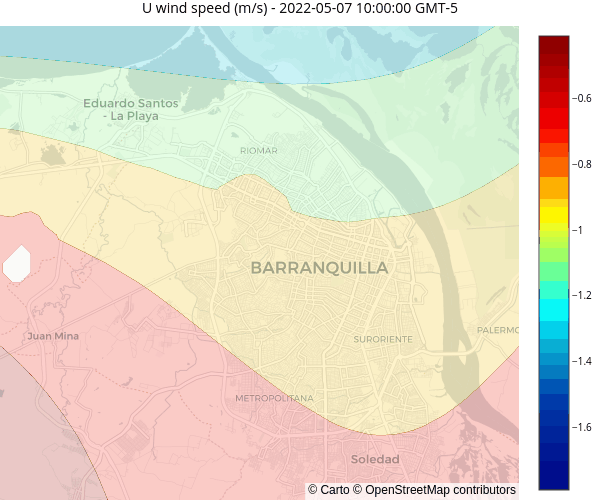 U wind speed (m/s) - 2022-05-07 10:00:00 GMT-5
Eduardo Santos
- La Playa
RIOMAR
BARRANQUILLA
Juan Mina
SURORIENTE
PALERMO
METROPOLITANA
Soledad
© Carto © OpenStreetMap contributors
−0.6
−0.8
−1
−1.2
−1.4
−1.6